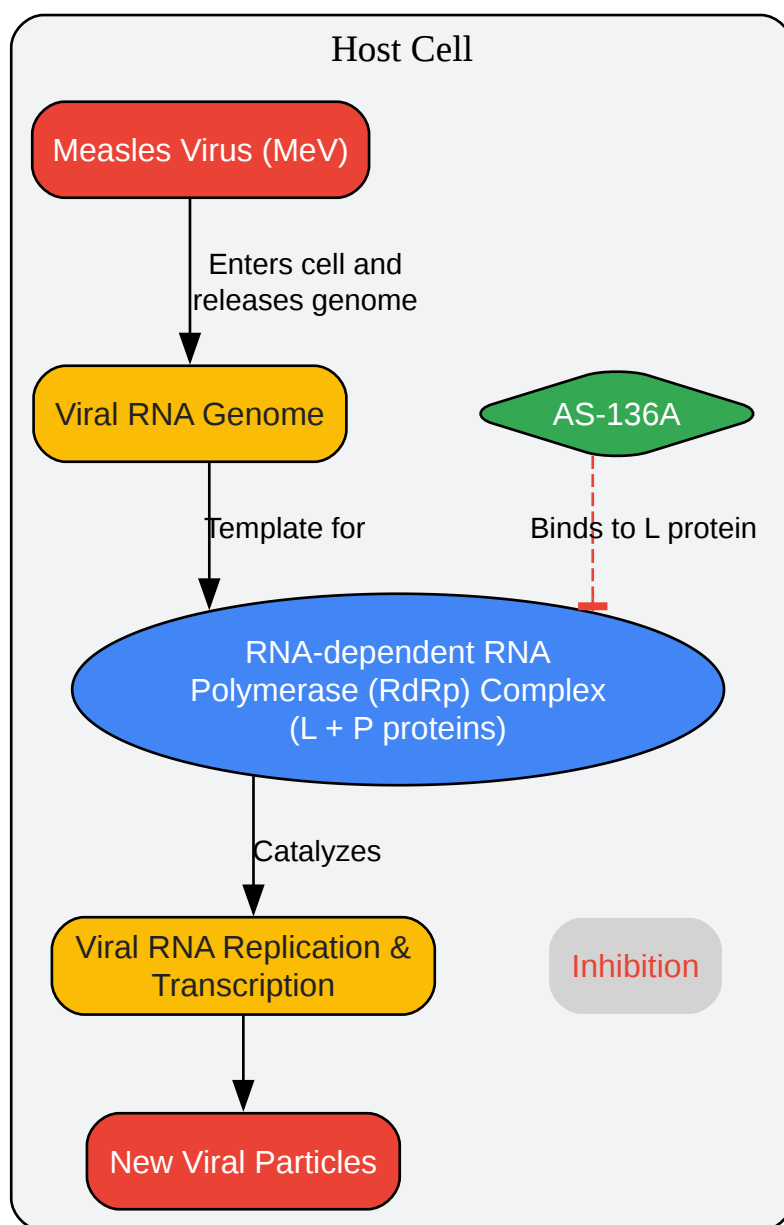 Host Cell
Measles Virus (MeV)
Enters cell and
releases genome
Viral RNA Genome
AS-136A
Template for
Binds to L protein
RNA-dependent RNA
Polymerase (RdRp) Complex
(L + P proteins)
Catalyzes
Viral RNA Replication &
Transcription
Inhibition
New Viral Particles